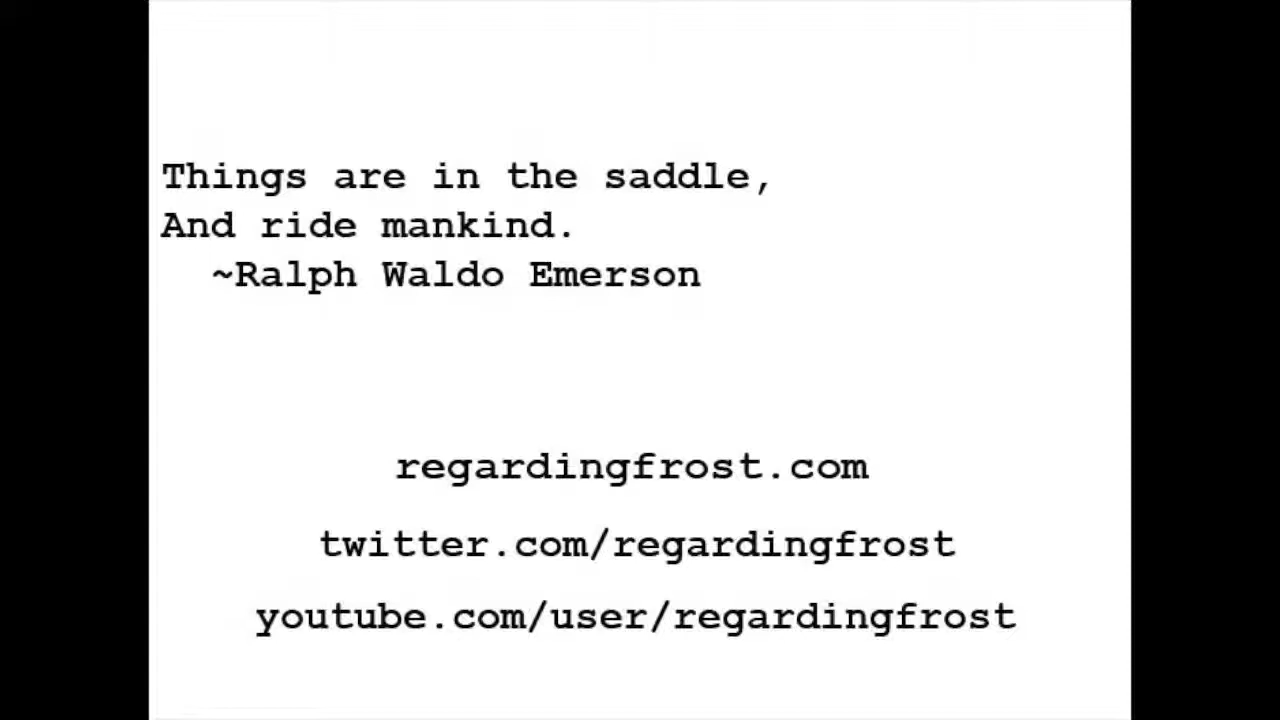 Things are in the saddle,
And ride mankind.
~Ralph Waldo Emerson
regardingfrost.com
twitter.com/regardingfrost
youtube.com/user/regardingfrost